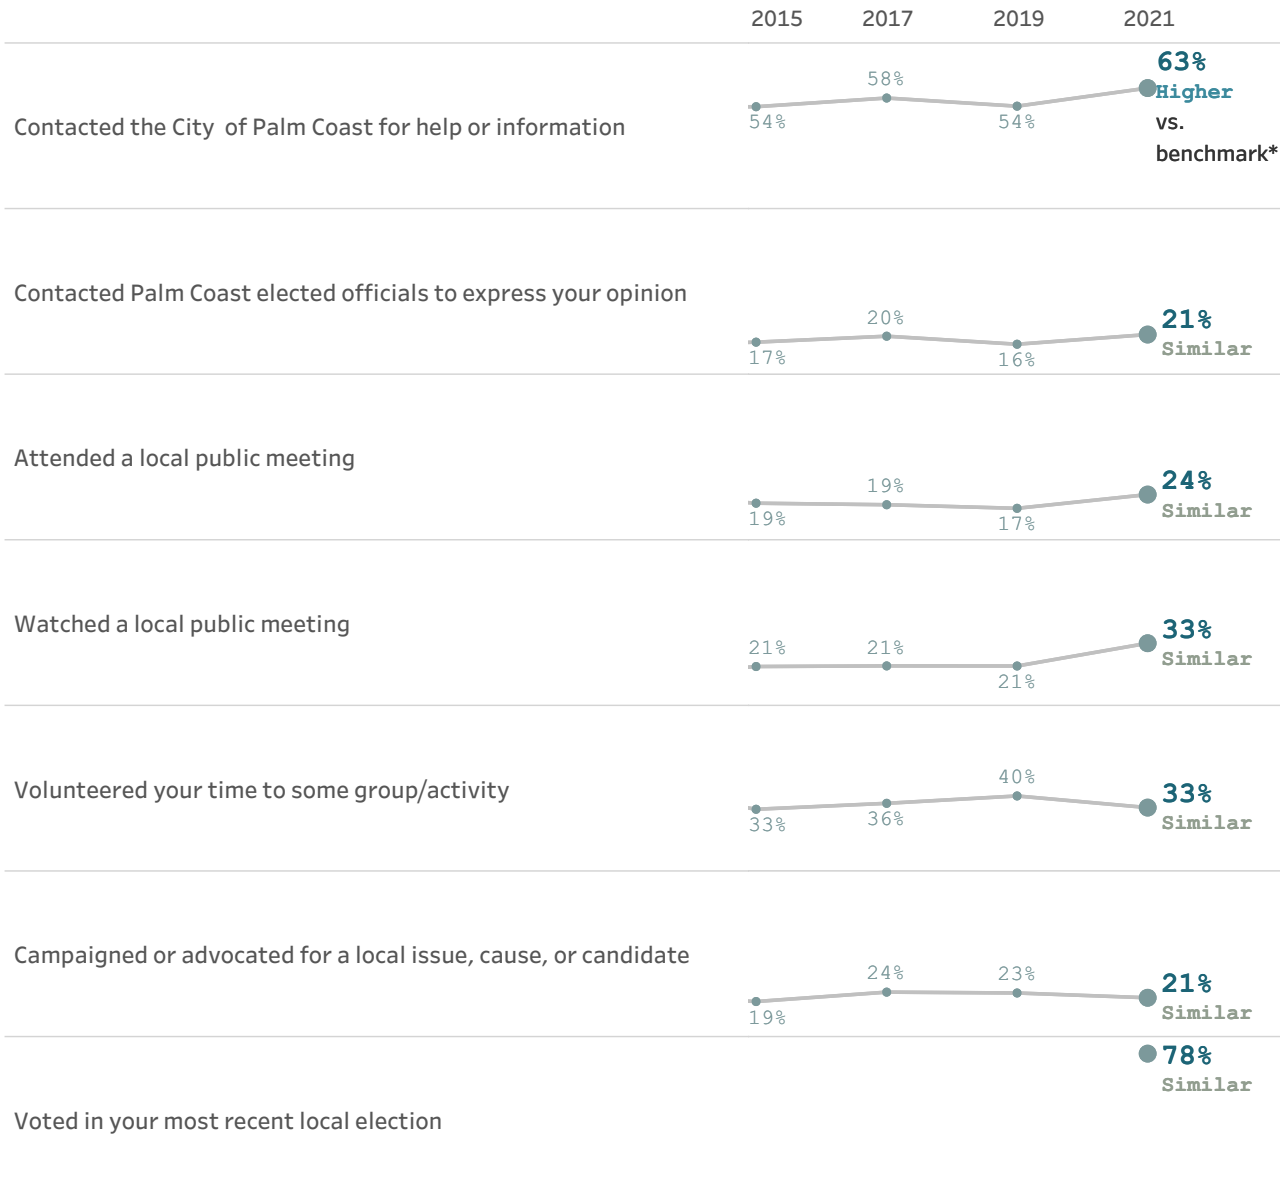 2015 2017 2019 2021
63%
58%
Higher
Contacted the City of Palm Coast for help or information
54% 54%
vs.
benchmark*
Contacted Palm Coast elected officials to express your opinion
20%
21%
17% 16%
Similar
Attended a local public meeting
19%
24%
19% 17%
Similar
Watched a local public meeting
21% 21%
33%
21%
Similar
Volunteered your time to some group/activity
40%
33%
33% 36%
Similar
Campaigned or advocated for a local issue, cause, or candidate
24% 23%
21%
19%
Similar
78%
Similar
Voted in your most recent local election